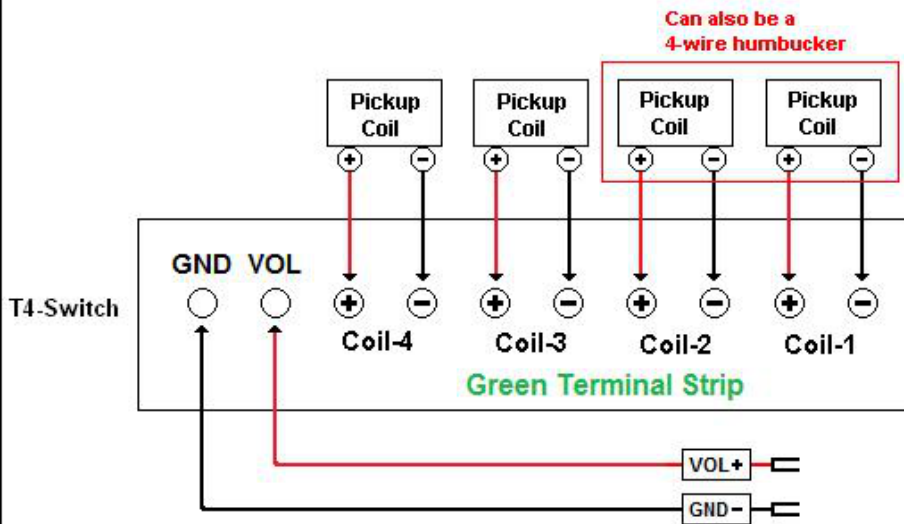 Can also be a
4-wire humbucker
Pickup Coil
Pickup Coil
Pickup Coil
Pickup Coil
+ − + − + − + −
GND VOL
T4-Switch
+ − + − + − + −
Coil-4 Coil-3 Coil-2 Coil-1
Green Terminal Strip
VOL+
GND−